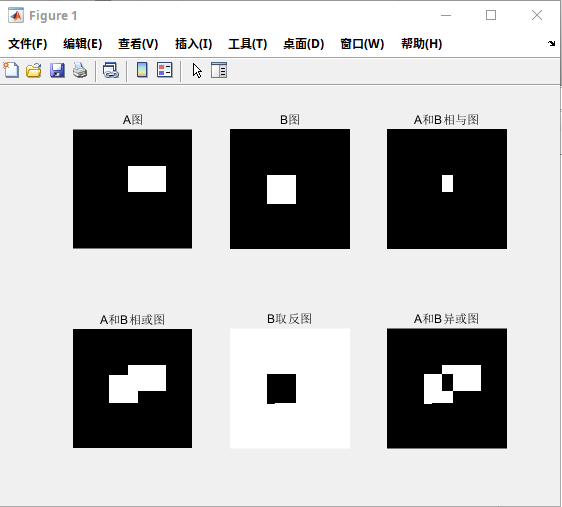 Figure 1
文件(F) 编辑(E) 查看(V) 插入(I) 工具(T) 桌面(D) 窗口(W) 帮助(H)
A图 B图 A和B相与图
A和B相或图 B取反图 A和B异或图